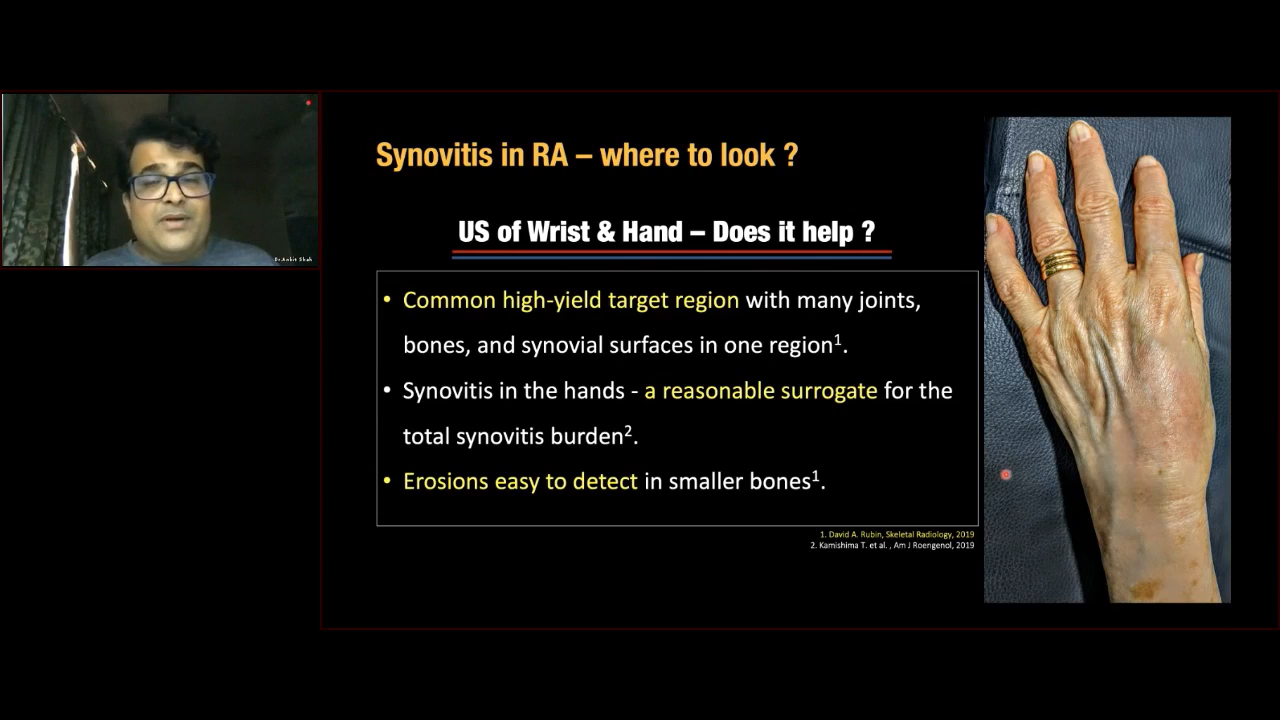 Synovitis in RA – where to look ?
US of Wrist & Hand – Does it help ?
• Common high-yield target region with many joints,
bones, and synovial surfaces in one region¹.
• Synovitis in the hands - a reasonable surrogate for the
total synovitis burden².
• Erosions easy to detect in smaller bones¹.
1. David A. Rubin, Skeletal Radiology, 2019
2. Kamishima T. et al. , Am J Roengenol, 2019
Dr.Ankit Shah